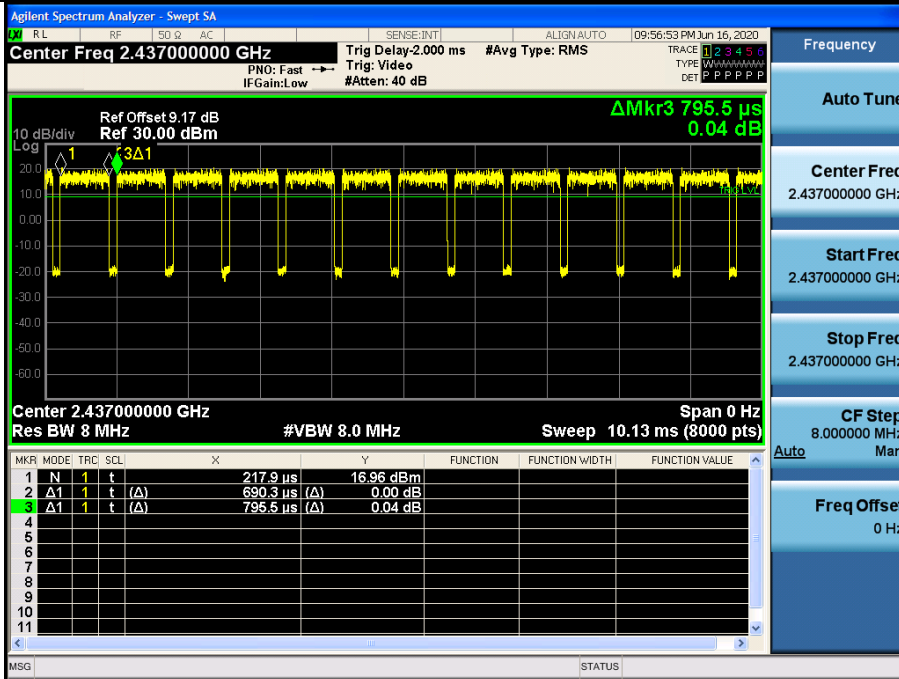 Agilent Spectrum Analyzer - Swept SA
LXI RL RF 50 Ω AC SENSE:INT ALIGN AUTO 09:56:53 PM Jun 16, 2020
Center Freq 2.437000000 GHz
PNO: Fast
IFGain:Low
Trig Delay-2.000 ms
Trig: Video
#Atten: 40 dB
#Avg Type: RMS
TRACE 1 2 3 4 5 6
TYPE WWWWWW
DET P P P P P P
ΔMkr3 795.5 µs
0.04 dB
Ref Offset 9.17 dB
10 dB/div Ref 30.00 dBm
Log
1 3Δ1
20.0
10.0
TRIG LVL
0.00
-10.0
-20.0
-30.0
-40.0
-50.0
-60.0
Center 2.437000000 GHz Span 0 Hz
Res BW 8 MHz #VBW 8.0 MHz Sweep 10.13 ms (8000 pts)
MKR MODE TRC SCL X Y FUNCTION FUNCTION WIDTH FUNCTION VALUE
1 N 1 t 217.9 µs 16.96 dBm
2 Δ1 1 t (Δ) 690.3 µs (Δ) 0.00 dB
3 Δ1 1 t (Δ) 795.5 µs (Δ) 0.04 dB
4
5
6
7
8
9
10
11
MSG STATUS
Frequency
Auto Tune
Center Freq
2.437000000 GHz
Start Freq
2.437000000 GHz
Stop Freq
2.437000000 GHz
CF Step
8.000000 MHz
Auto Man
Freq Offset
0 Hz